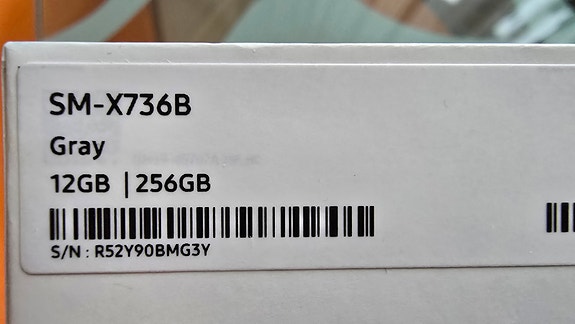 SM-X736B
Gray
12GB | 256GB
S/N : R52Y90BMG3Y